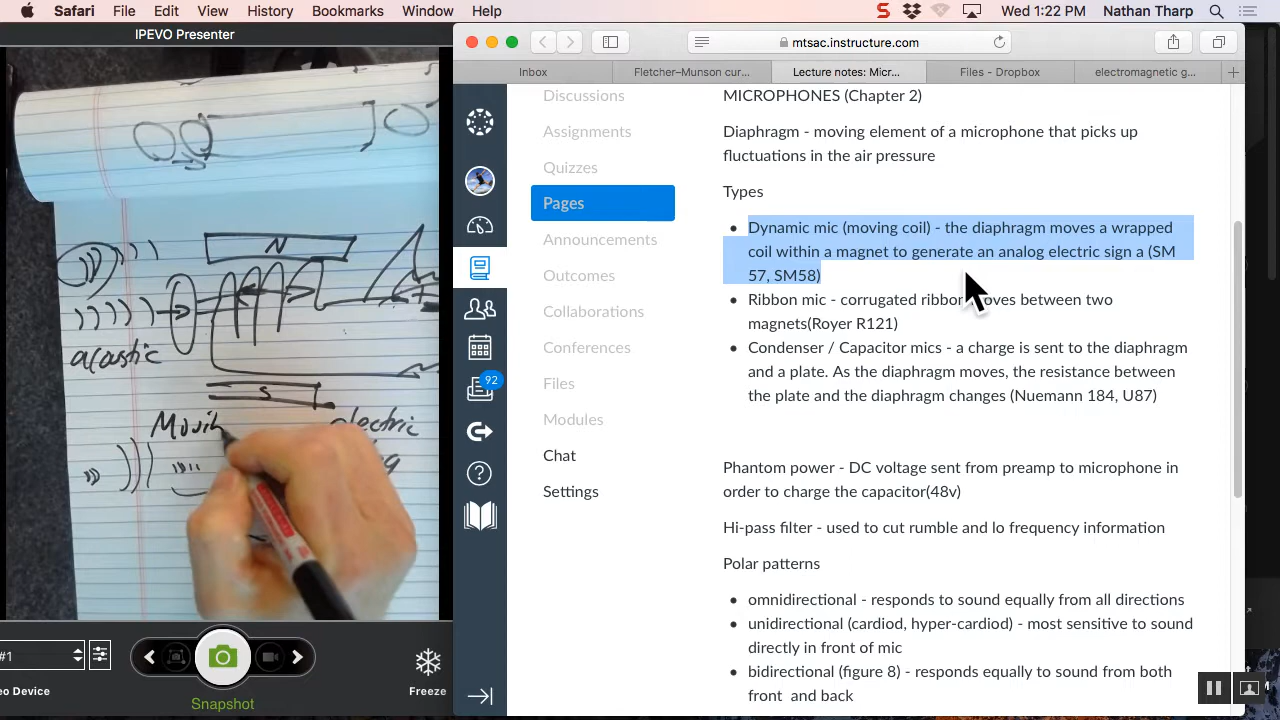 Safari File Edit View History Bookmarks Window Help
Wed 1:22 PM Nathan Tharp
IPEVO Presenter
mtsac.instructure.com
Inbox
Fletcher–Munson cur...
Lecture notes: Micr...
Files - Dropbox
electromagnetic g...
Discussions
Assignments
Quizzes
Pages
Announcements
Outcomes
Collaborations
Conferences
Files
Modules
Chat
Settings
92
MICROPHONES (Chapter 2)
Diaphragm - moving element of a microphone that picks up
fluctuations in the air pressure
Types
Dynamic mic (moving coil) - the diaphragm moves a wrapped
coil within a magnet to generate an analog electric sign a (SM
57, SM58)
Ribbon mic - corrugated ribbon moves between two
magnets(Royer R121)
Condenser / Capacitor mics - a charge is sent to the diaphragm
and a plate. As the diaphragm moves, the resistance between
the plate and the diaphragm changes (Nuemann 184, U87)
Phantom power - DC voltage sent from preamp to microphone in
order to charge the capacitor(48v)
Hi-pass filter - used to cut rumble and lo frequency information
Polar patterns
omnidirectional - responds to sound equally from all directions
unidirectional (cardiod, hyper-cardiod) - most sensitive to sound
directly in front of mic
bidirectional (figure 8) - responds equally to sound from both
front and back
N
acoustic
S
electric
#1
eo Device
Snapshot
Freeze